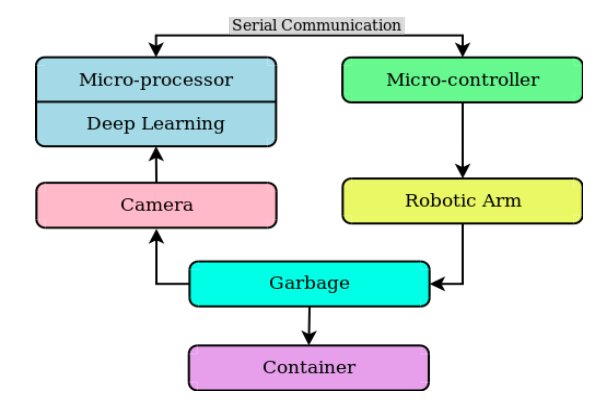 Serial Communication
Micro-processor
Micro-controller
Deep Learning
Camera
Robotic Arm
Garbage
Container